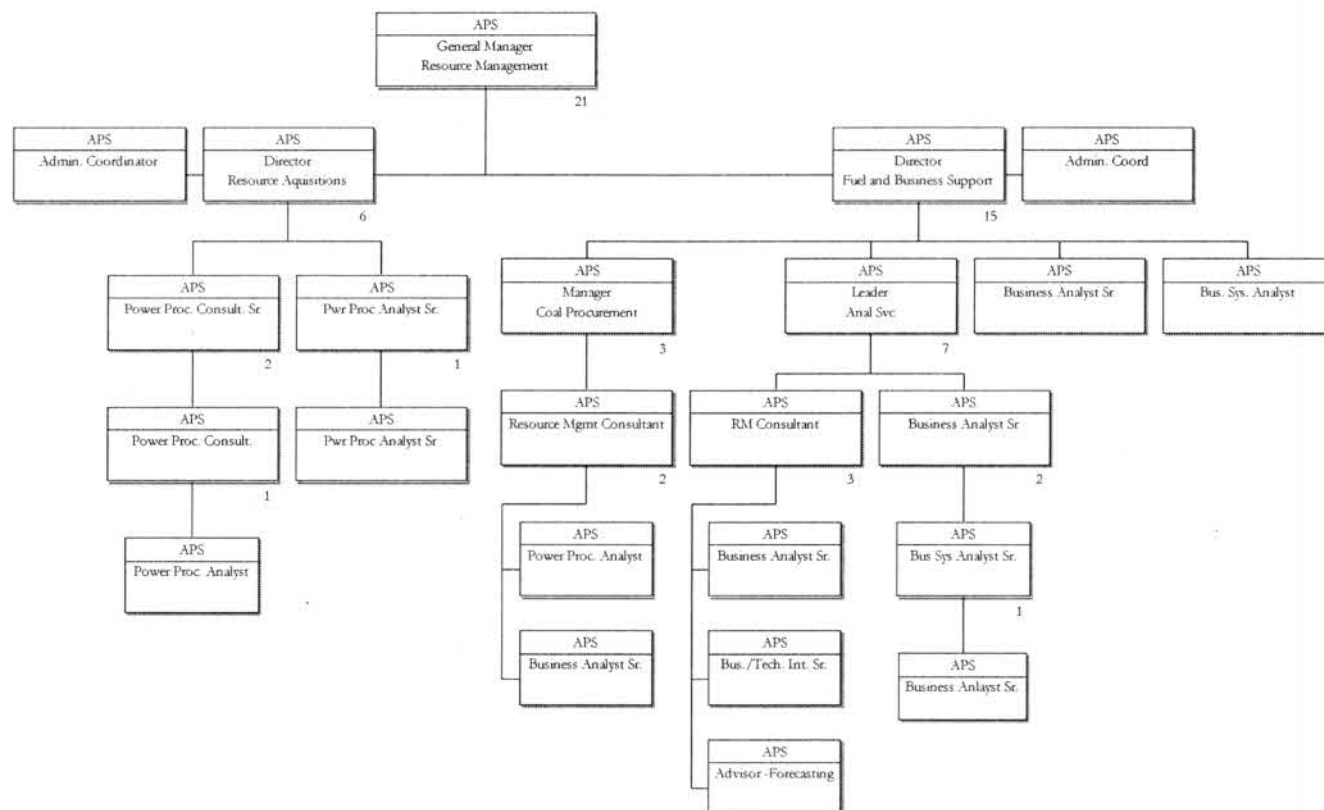 APS
General Manager
Resource Management
21
APS
Admin. Coordinator
APS
Director
Resource Aquisitions
6
APS
Director
Fuel and Business Support
15
APS
Admin. Coord
APS
Power Proc. Consult. Sr.
2
APS
Pwr Proc Analyst Sr.
1
APS
Manager
Coal Procurement
3
APS
Leader
Anal Svc
7
APS
Business Analyst Sr.
APS
Bus. Sys. Analyst
APS
Power Proc. Consult.
1
APS
Pwr Proc Analyst Sr
APS
Resource Mgmt Consultant
2
APS
RM Consultant
3
APS
Business Analyst Sr
2
APS
Power Proc. Analyst
APS
Power Proc. Analyst
APS
Business Analyst Sr.
APS
Bus Sys Analyst Sr.
1
APS
Business Analyst Sr.
APS
Bus./Tech. Int. Sr.
APS
Business Anlayst Sr.
APS
Advisor -Forecasting